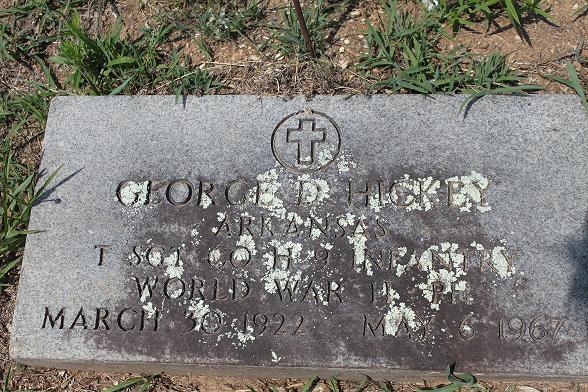 GEORGE D HICKEY
ARKANSAS
T SGT CO H 9 INFANTRY
WORLD WAR II PH
MARCH 30 1922 MAY 6 1967